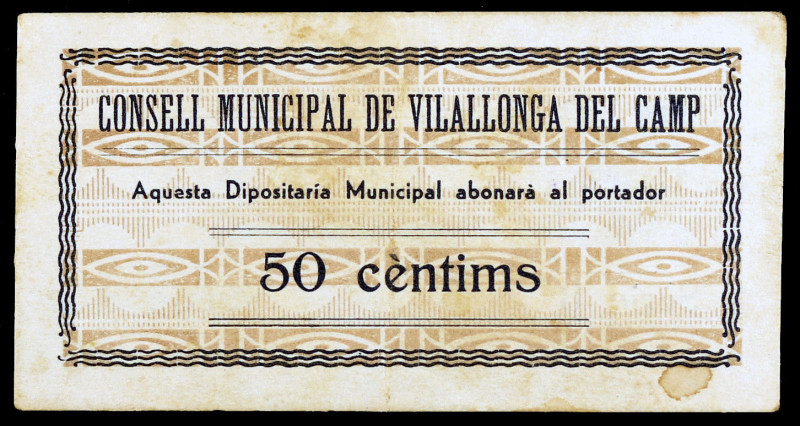 CONSELL MUNICIPAL DE VILALLONGA DEL CAMP
Aquesta Dipositaría Municipal abonarà al portador
50 cèntims